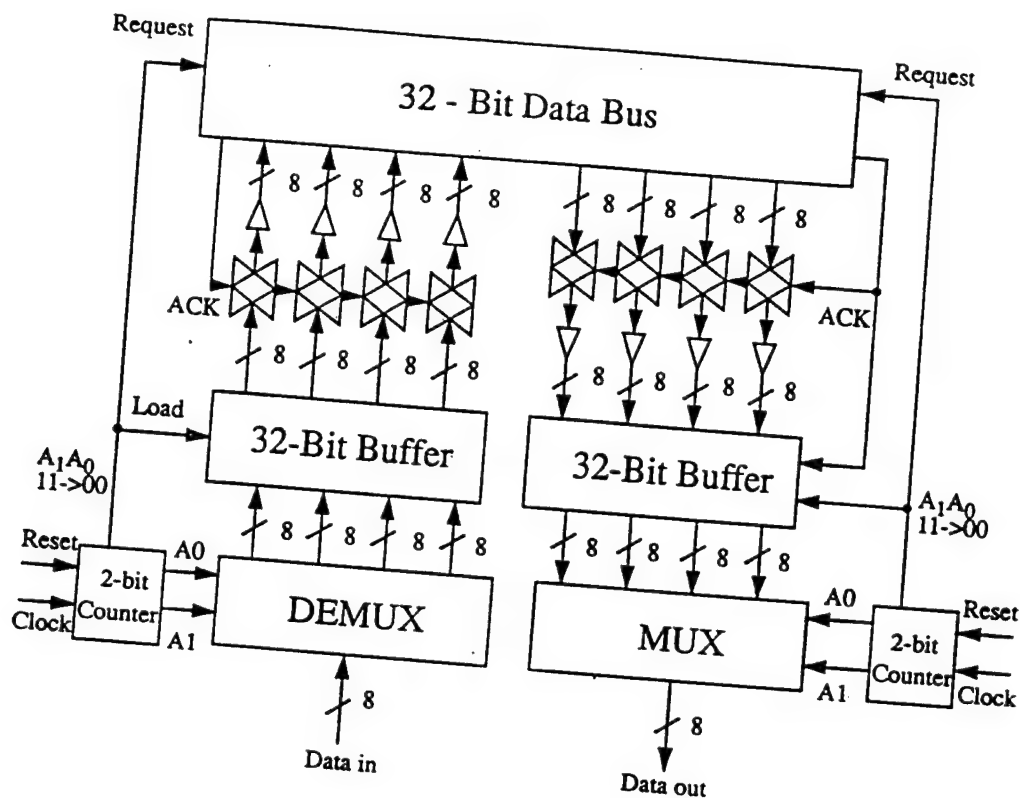 Request
Request
32 - Bit Data Bus
8
8
8
8
8
8
8
8
ACK
ACK
8
8
8
8
8
8
8
8
Load
32-Bit Buffer
32-Bit Buffer
A1A0
11->00
A1A0
11->00
8
8
8
8
8
8
8
8
Reset
2-bit
Counter
Clock
A0
A1
DEMUX
MUX
A0
A1
2-bit
Counter
Reset
Clock
8
8
Data in
Data out